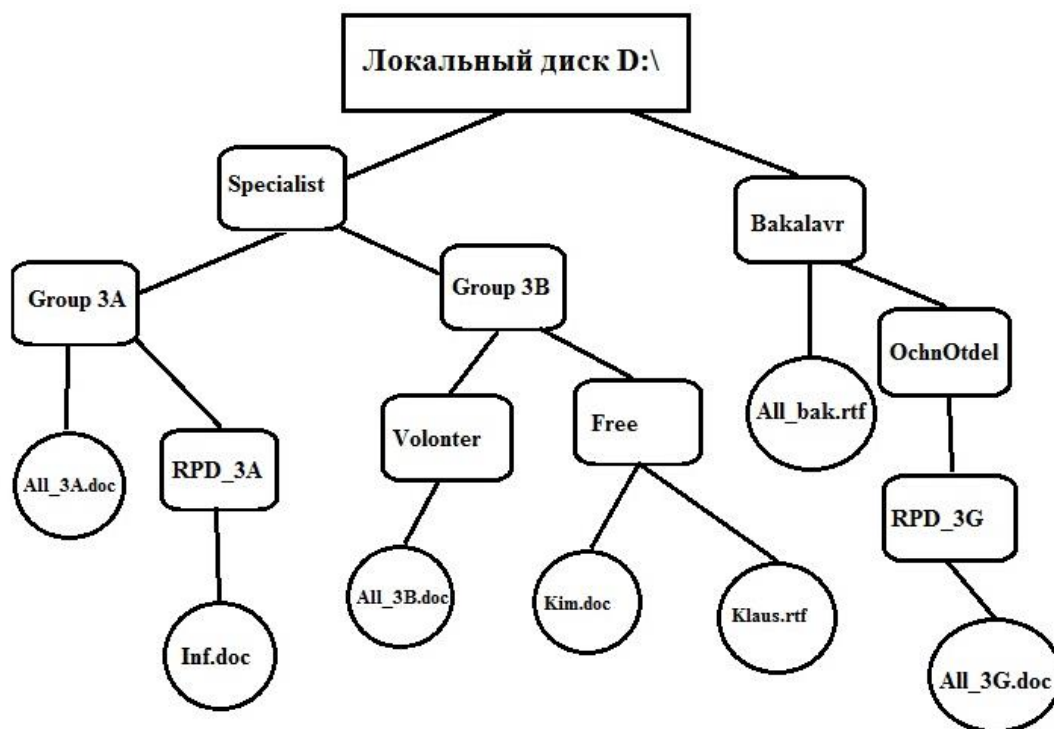 Локальный диск D:\
Specialist
Bakalavr
Group 3A
Group 3B
OchnOtdel
All_bak.rtf
Volonter
Free
RPD_3A
All_3A.doc
RPD_3G
All_3B.doc
Kim.doc
Klaus.rtf
Inf.doc
All_3G.doc